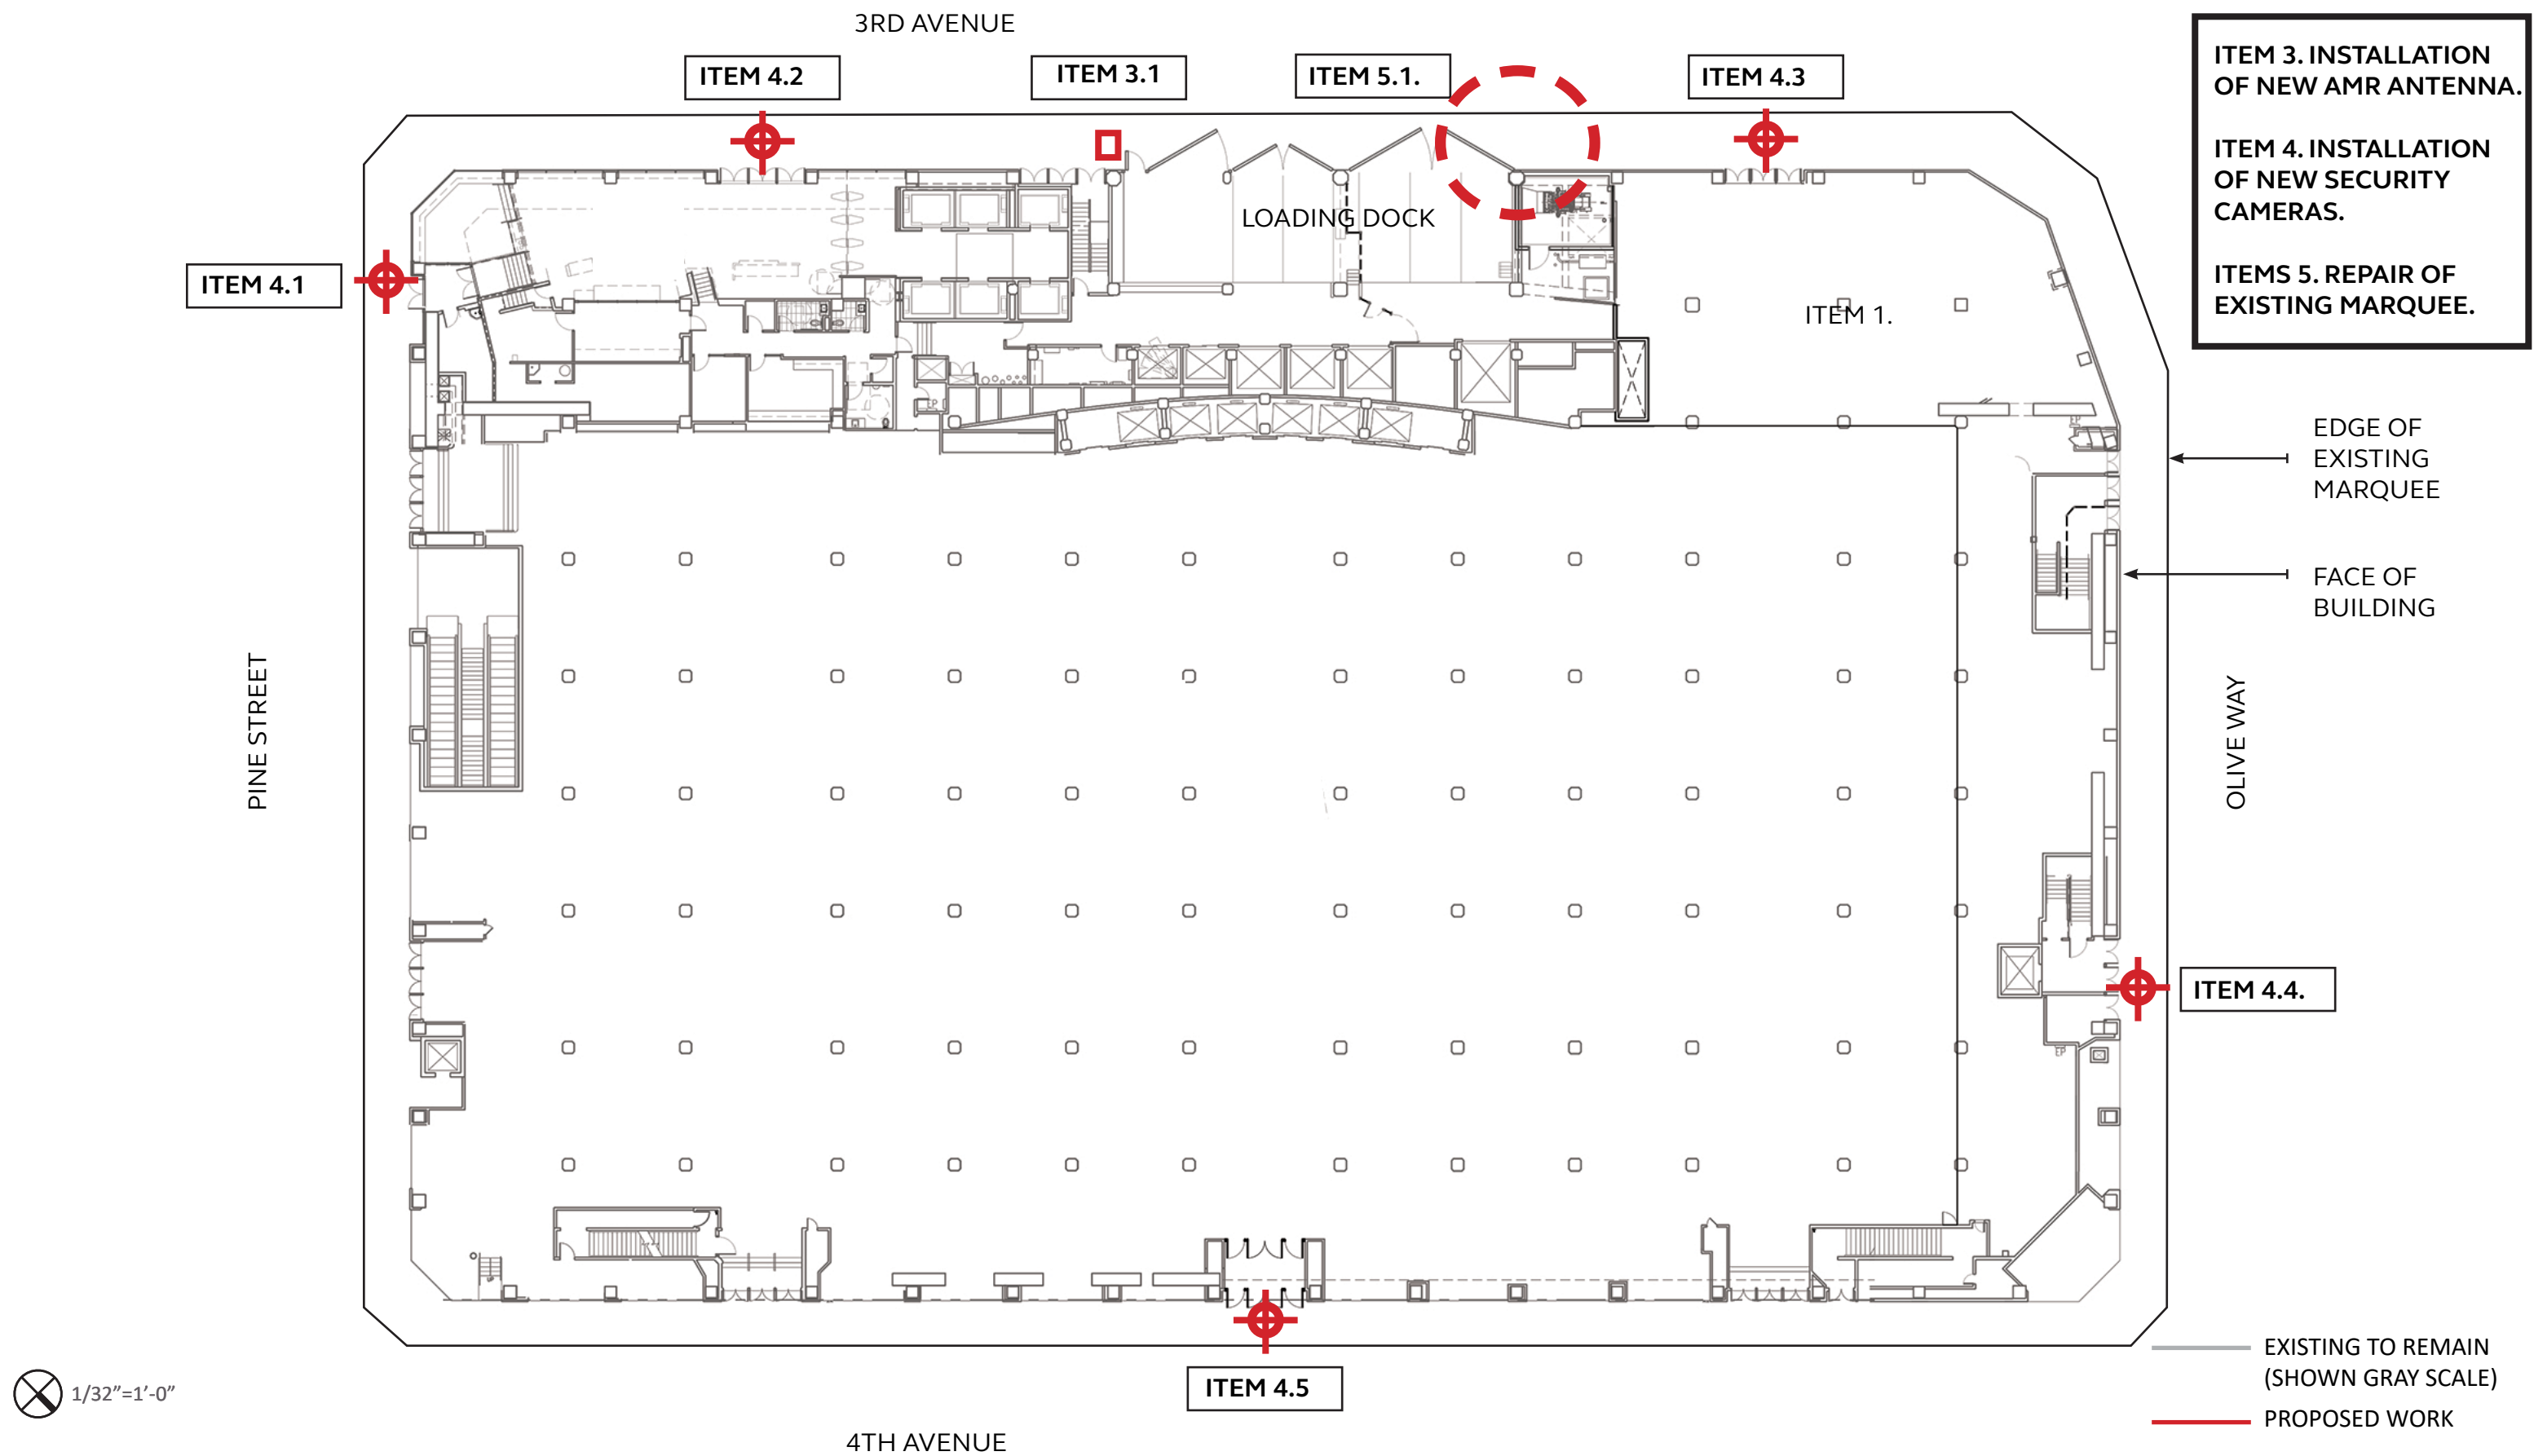 3RD AVENUE
ITEM 4.2
ITEM 3.1
ITEM 5.1.
ITEM 4.3
ITEM 3. INSTALLATION
OF NEW AMR ANTENNA.
ITEM 4. INSTALLATION
OF NEW SECURITY
CAMERAS.
ITEMS 5. REPAIR OF
EXISTING MARQUEE.
LOADING DOCK
ITEM 4.1
ITEM 1.
EDGE OF
EXISTING
MARQUEE
FACE OF
BUILDING
PINE STREET
OLIVE WAY
ITEM 4.4.
ITEM 4.5
EXISTING TO REMAIN
(SHOWN GRAY SCALE)
PROPOSED WORK
1/32”=1’-0”
4TH AVENUE